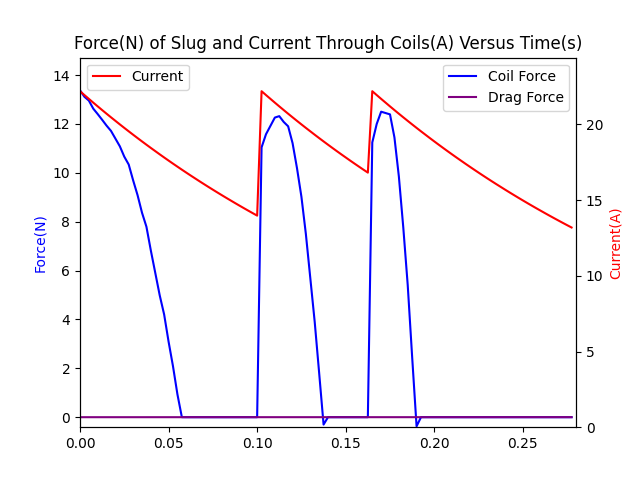 Force(N) of Slug and Current Through Coils(A) Versus Time(s)
Current
Coil Force
Drag Force
Force(N)
14
12
10
8
6
4
2
0
Current(A)
20
15
10
5
0
0.00 0.05 0.10 0.15 0.20 0.25